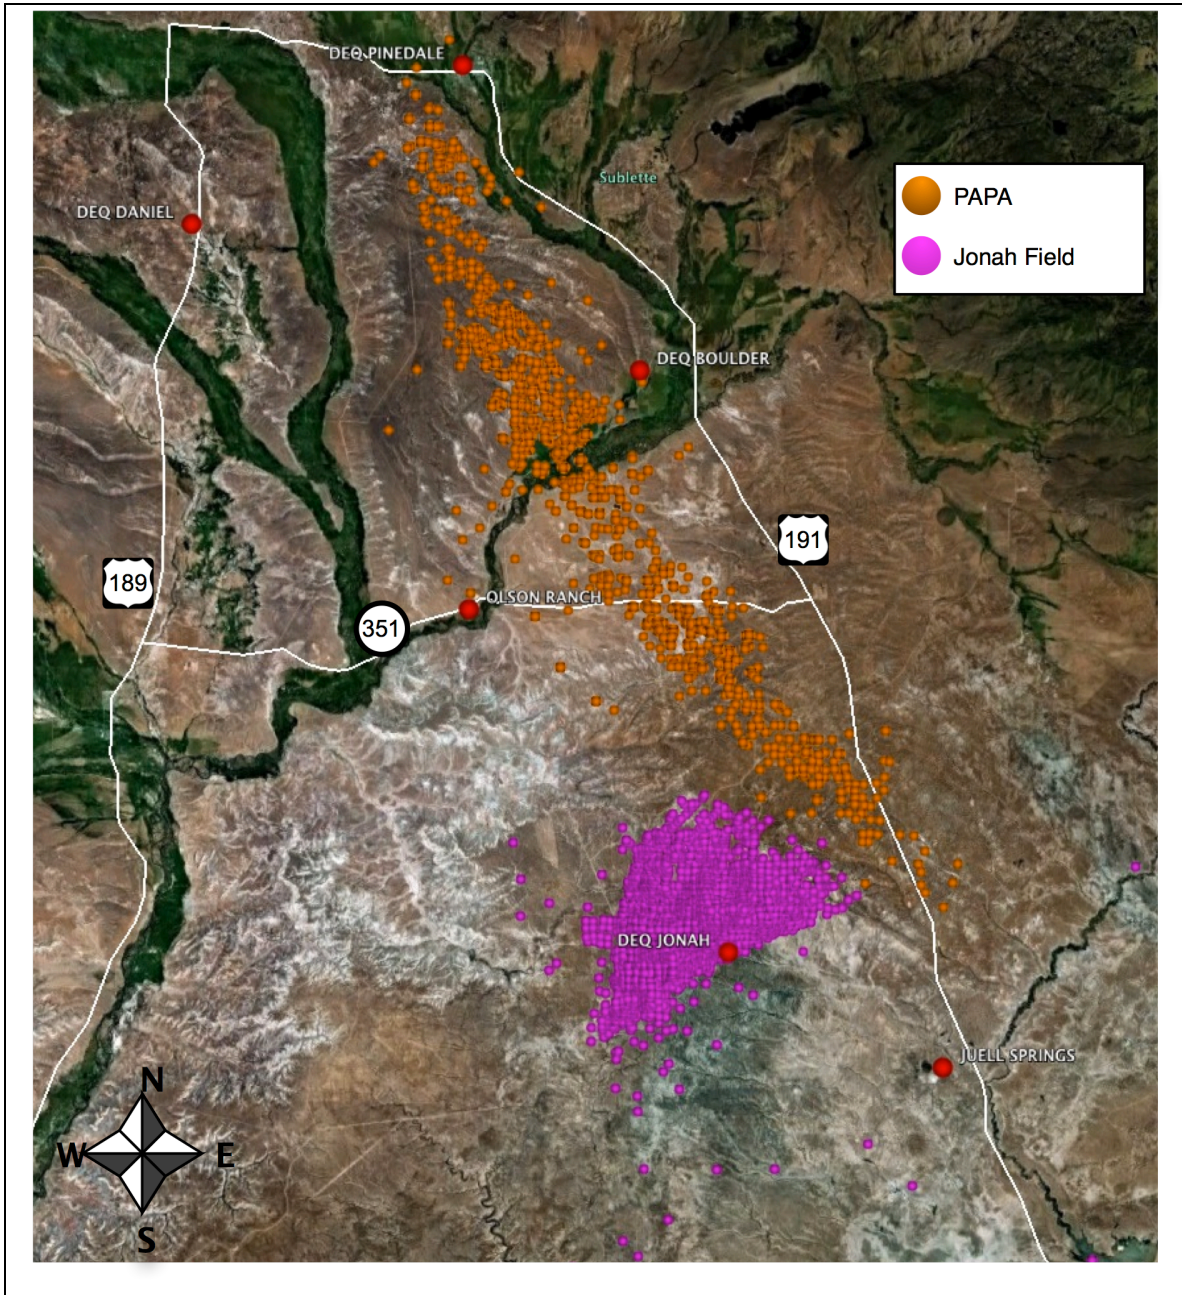 DEQ PINEDALE
Sublette
PAPA
DEQ DANIEL
Jonah Field
DEQ BOULDER
191
189
OLSON RANCH
351
DEQ JONAH
JUELL SPRINGS
N
W
E
S